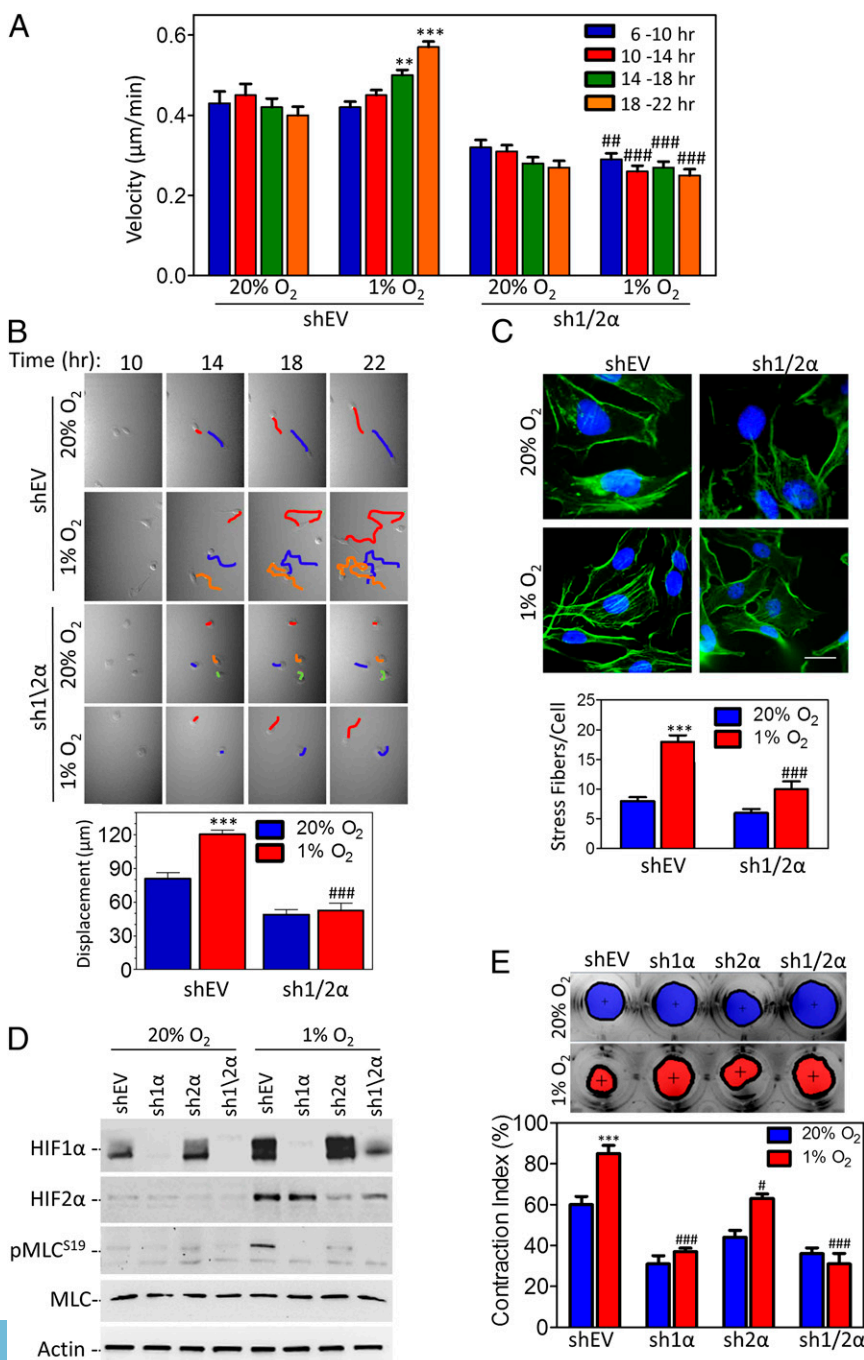 A
Velocity (µm/min)
0.6
0.4
0.2
0.0
6 -10 hr
10 -14 hr
14 -18 hr
18 -22 hr
**
***
##
###
###
###
20% O2
1% O2
20% O2
1% O2
shEV
sh1/2α
B
Time (hr): 10 14 18 22
shEV
20% O2
1% O2
sh1\2α
20% O2
1% O2
Displacement (µm)
120
90
60
30
0
***
###
20% O2
1% O2
shEV
sh1/2α
C
shEV
sh1/2α
20% O2
1% O2
Stress Fibers/Cell
25
20
15
10
5
0
***
###
20% O2
1% O2
shEV
sh1/2α
D
20% O2
1% O2
shEV
sh1α
sh2α
sh1\2α
shEV
sh1α
sh2α
sh1\2α
HIF1α
HIF2α
pMLCS19
MLC
Actin
E
shEV
sh1α
sh2α
sh1/2α
20% O2
1% O2
Contraction Index (%)
100
80
60
40
20
0
***
###
#
###
20% O2
1% O2
shEV
sh1α
sh2α
sh1/2α